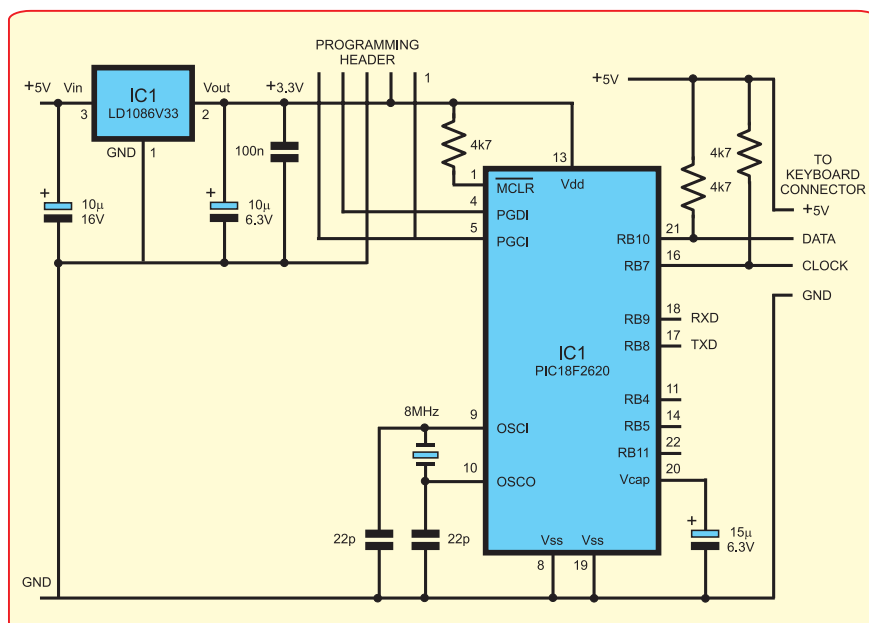 PROGRAMMING
HEADER
1
+5V
Vin
3
IC1
LD1086V33
GND
1
Vout
2
+3.3V
100n
+
10μ
16V
+
10μ
6.3V
4k7
13
Vdd
1
MCLR
4
PGDI
5
PGCI
+5V
4k7
4k7
TO
KEYBOARD
CONNECTOR
+5V
21
RB10
DATA
16
RB7
CLOCK
GND
18
RB9
RXD
17
RB8
TXD
IC1
PIC18F2620
11
RB4
14
RB5
22
RB11
20
Vcap
8MHz
9
OSCI
10
OSCO
22p
22p
Vss
8
Vss
19
+
15μ
6.3V
GND